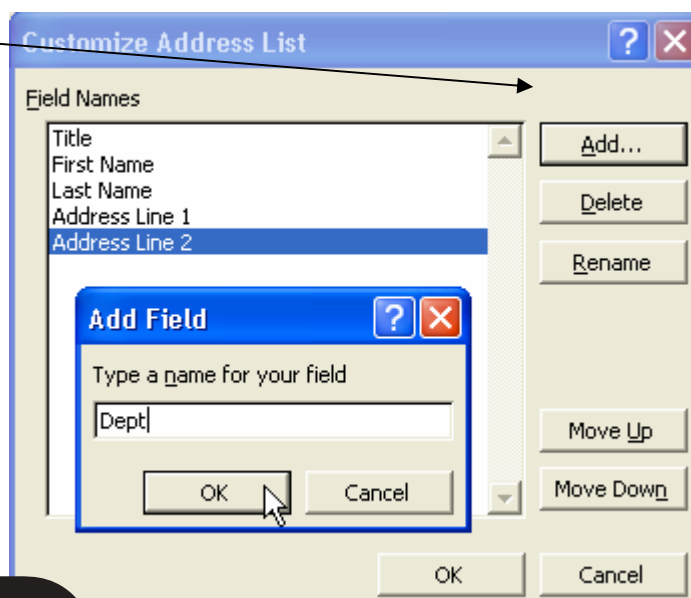 Customize Address List
Field Names
Title
First Name
Last Name
Address Line 1
Address Line 2
Add...
Delete
Rename
Add Field
Type a name for your field
Dept
OK
Cancel
Move Up
Move Down
OK
Cancel